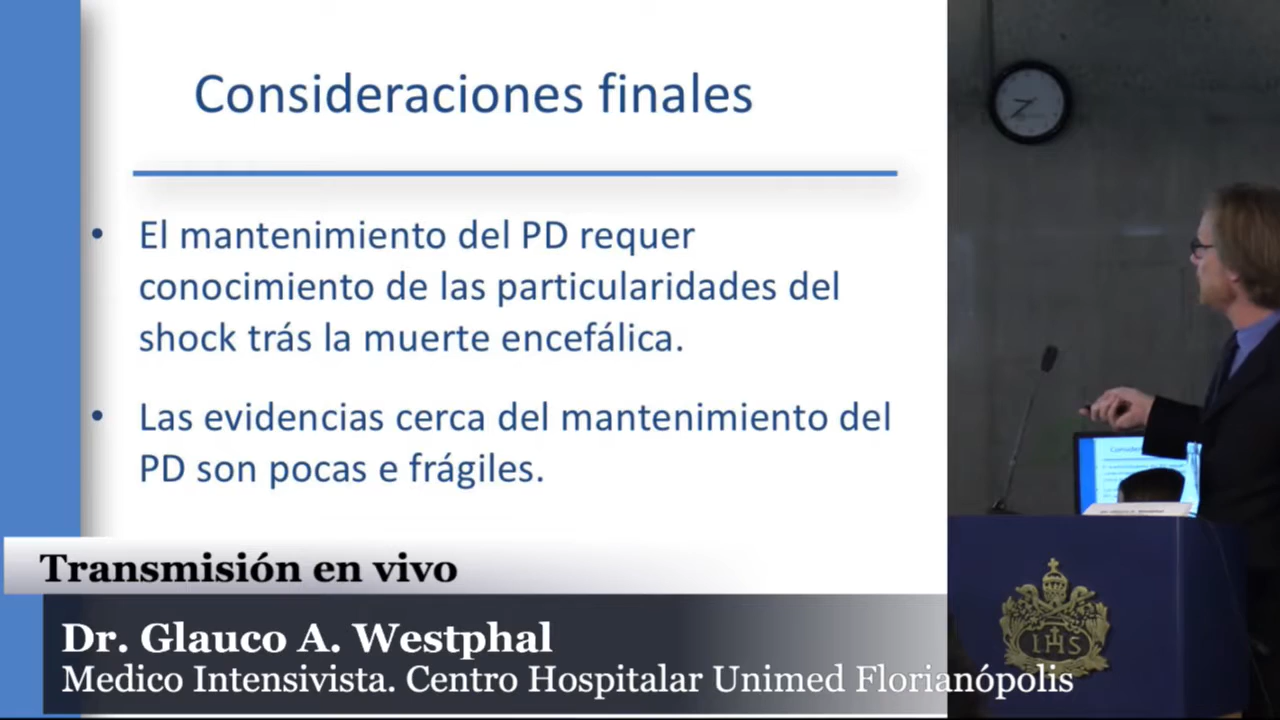 Consideraciones finales
• El mantenimiento del PD requer
conocimiento de las particularidades del
shock trás la muerte encefálica.
• Las evidencias cerca del mantenimiento del
PD son pocas e frágiles.
Transmisión en vivo
Dr. Glauco A. Westphal
Medico Intensivista. Centro Hospitalar Unimed Florianópolis
IHS